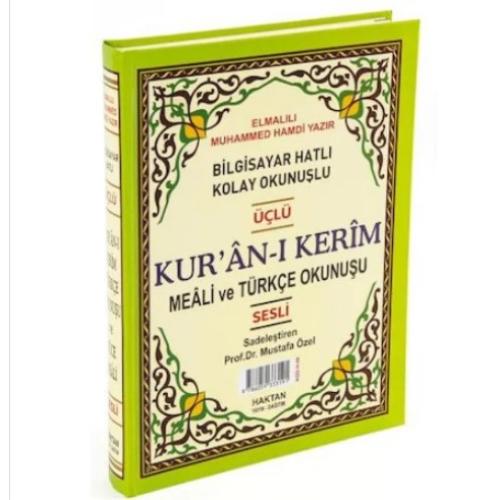 ELMALILI
MUHAMMED HAMDİ YAZIR
BİLGİSAYAR HATLI
KOLAY OKUNUŞLU
ÜÇLÜ
KUR'ÂN-I KERÎM
MEÂLİ ve TÜRKÇE OKUNUŞU
SESLİ
Sadeleştiren
Prof.Dr. Mustafa Özel
HAKTAN